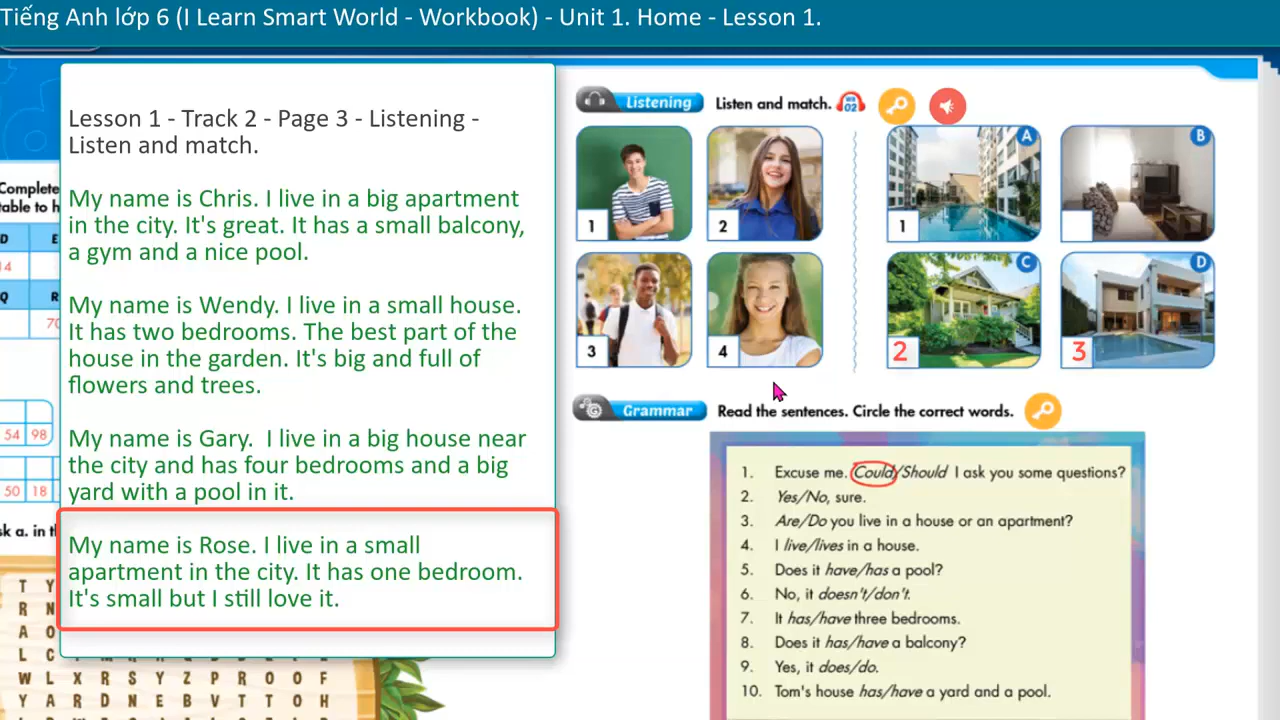 Tiếng Anh lớp 6 (I Learn Smart World - Workbook) - Unit 1. Home - Lesson 1.
Lesson 1 - Track 2 - Page 3 - Listening -
Listen and match.
My name is Chris. I live in a big apartment
in the city. It's great. It has a small balcony,
a gym and a nice pool.
My name is Wendy. I live in a small house.
It has two bedrooms. The best part of the
house in the garden. It's big and full of
flowers and trees.
My name is Gary.  I live in a big house near
the city and has four bedrooms and a big
yard with a pool in it.
My name is Rose. I live in a small
apartment in the city. It has one bedroom.
It's small but I still love it.
Complete
table to h
D E
14
Q R
70
54 98
50 18
sk a. in th
T Y
R N
A O
L C
W L X R S Y Z P R O O F
Y A R D N E B V T T O H
Listening Listen and match. 02
1 2 A 1 B
3 4 C 2 D 3
Grammar Read the sentences. Circle the correct words.
1. Excuse me. Could/Should I ask you some questions?
2. Yes/No, sure.
3. Are/Do you live in a house or an apartment?
4. I live/lives in a house.
5. Does it have/has a pool?
6. No, it doesn't/don't.
7. It has/have three bedrooms.
8. Does it has/have a balcony?
9. Yes, it does/do.
10. Tom's house has/have a yard and a pool.